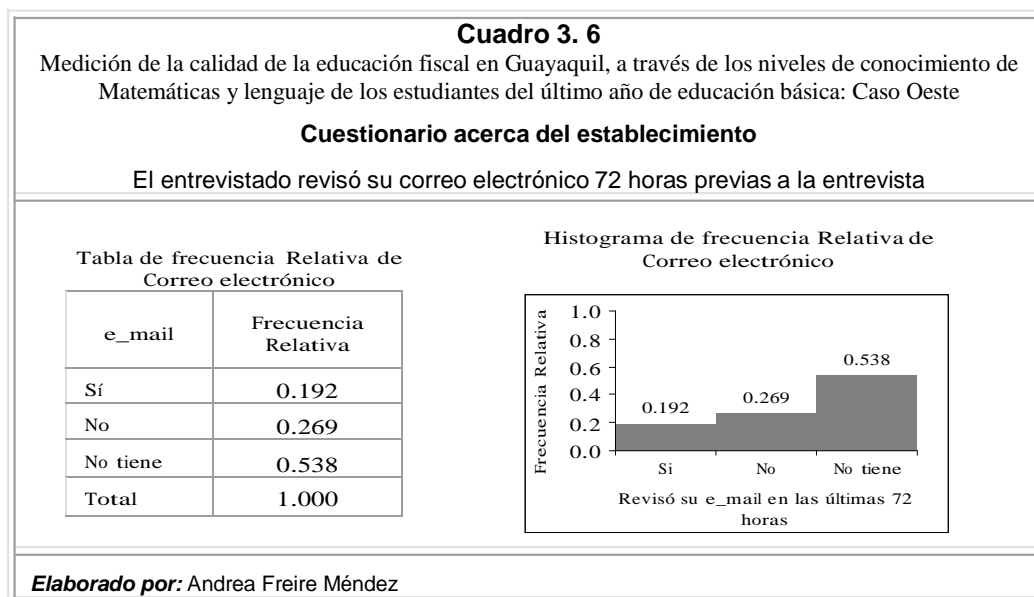 Cuadro 3. 6
Medición de la calidad de la educación fiscal en Guayaquil, a través de los niveles de conocimiento de
Matemáticas y lenguaje de los estudiantes del último año de educación básica: Caso Oeste
Cuestionario acerca del establecimiento
El entrevistado revisó su correo electrónico 72 horas previas a la entrevista
Tabla de frecuencia Relativa de
Correo electrónico
e_mail Frecuencia
Relativa
Sí 0.192
No 0.269
No tiene 0.538
Total 1.000
Histograma de frecuencia Relativa de
Correo electrónico
Frecuencia Relativa
1.0
0.8
0.6
0.4
0.2
0.0
0.192
0.269
0.538
Si No No tiene
Revisó su e_mail en las últimas 72
horas
Elaborado por: Andrea Freire Méndez